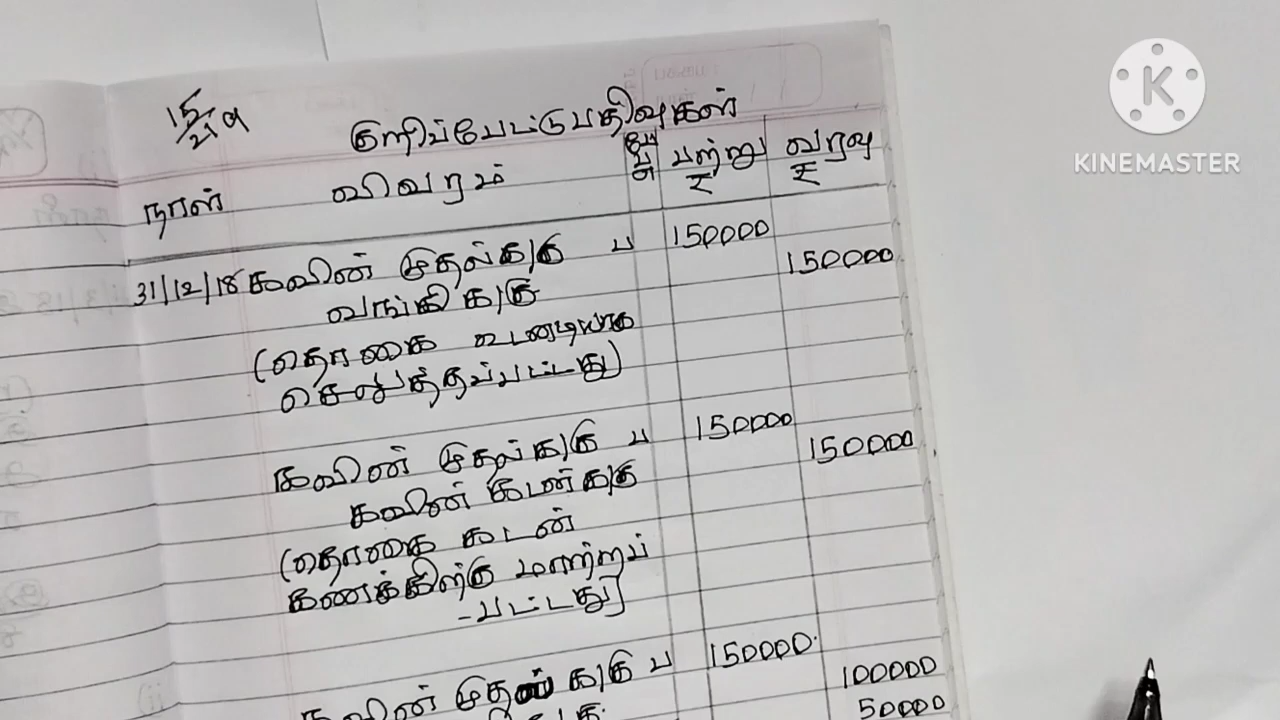 15/219
குறிப்பேட்டு பதிவுகள்
நாள் விவரம் பே ப எ பற்று ₹ வரவு ₹
31/12/18 கவின் முதல் க/கு ப 150000
வங்கி க/கு 150000
(தொகை உடனடியாக
செலுத்தப்பட்டது)
கவின் முதல் க/கு ப 150000
கவின் கடன் க/கு 150000
(தொகை கடன்
கணக்கிற்கு மாற்றப்
-பட்டது)
கவின் முதல் க/கு ப 150000
100000
50000
KINEMASTER